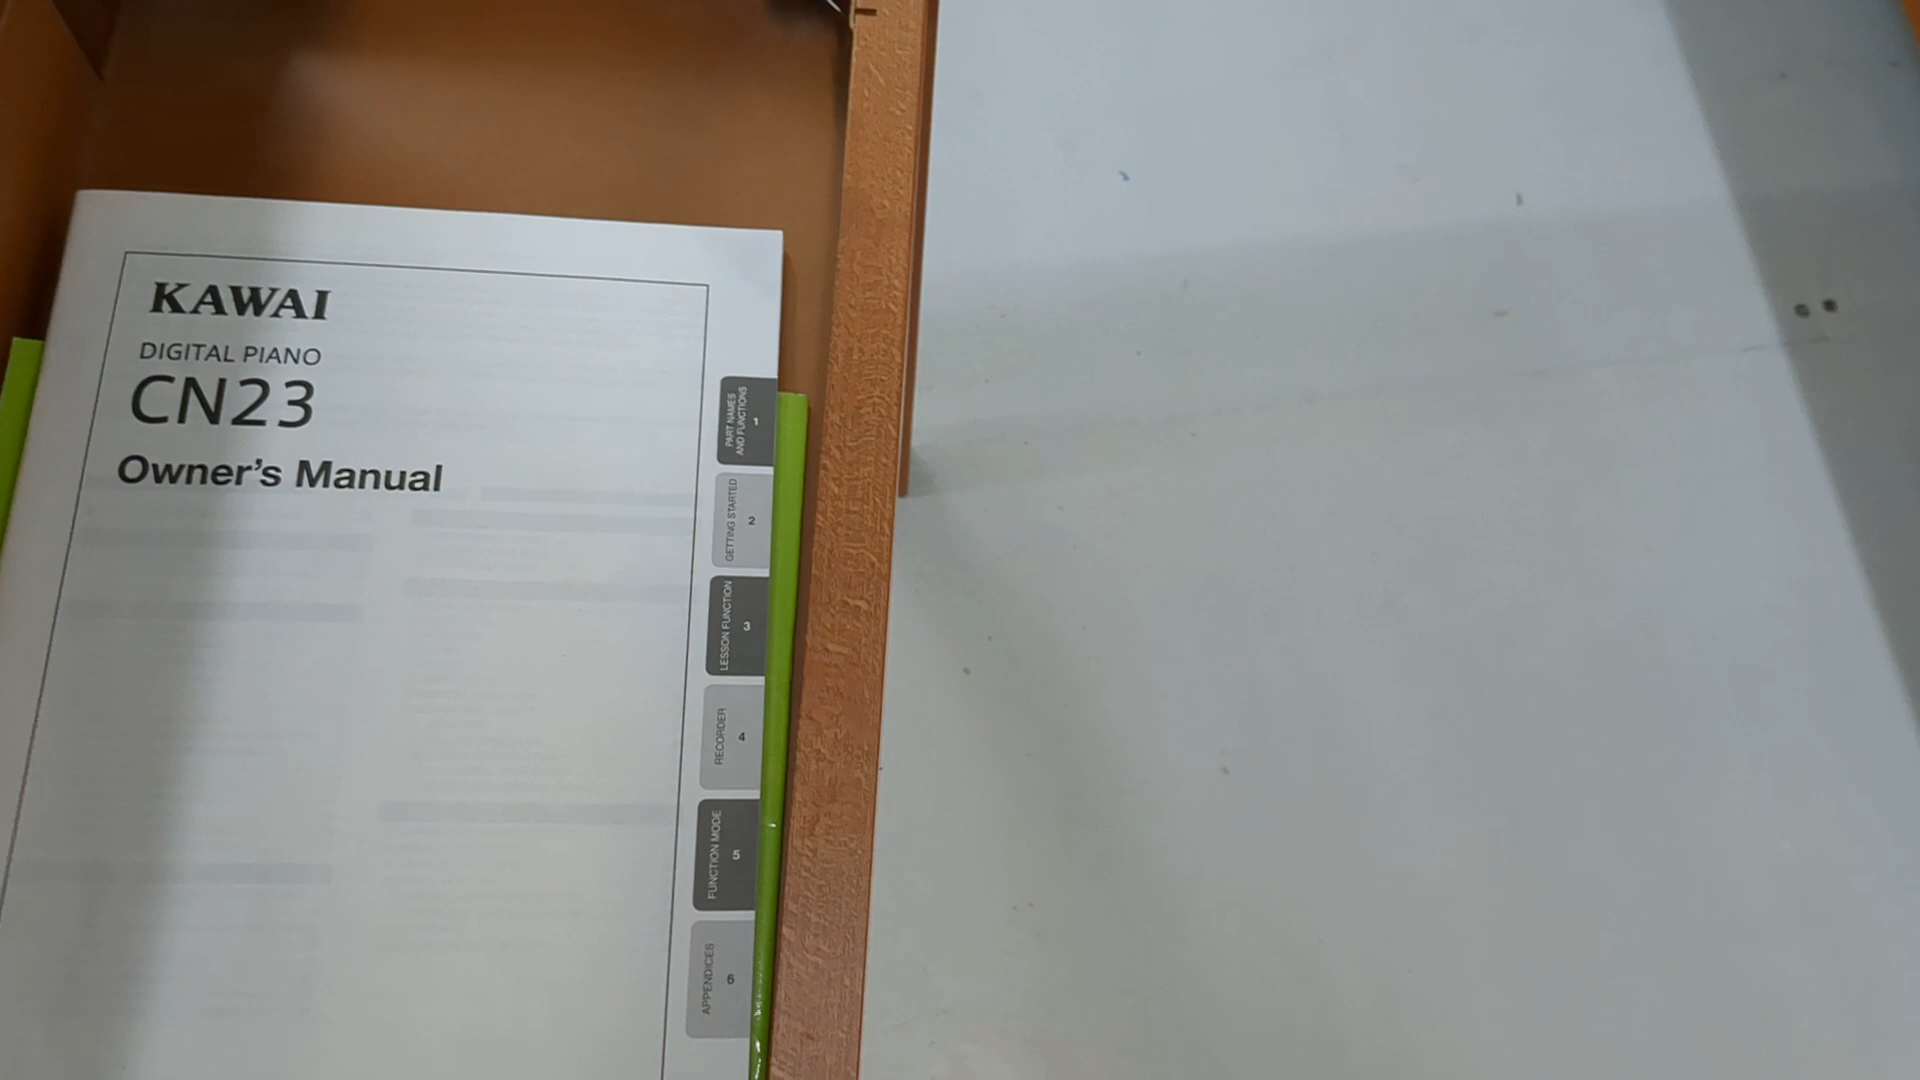 KAWAI
DIGITAL PIANO
CN23
Owner's Manual
PART NAMES
AND FUNCTIONS
1
GETTING STARTED
2
LESSON FUNCTION
3
RECORDER
4
FUNCTION MODE
5
APPENDICES
6